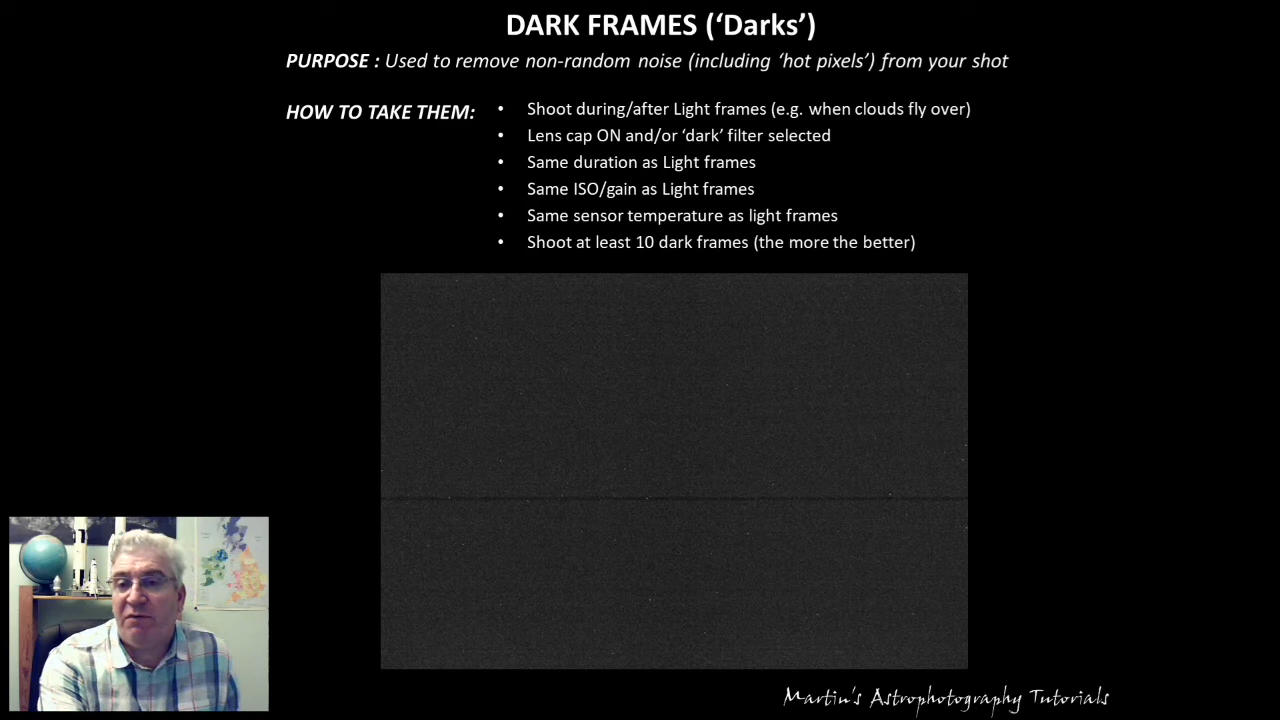 DARK FRAMES (‘Darks’)
PURPOSE : Used to remove non-random noise (including ‘hot pixels’) from your shot
HOW TO TAKE THEM:
• Shoot during/after Light frames (e.g. when clouds fly over)
• Lens cap ON and/or ‘dark’ filter selected
• Same duration as Light frames
• Same ISO/gain as Light frames
• Same sensor temperature as light frames
• Shoot at least 10 dark frames (the more the better)
Martin's Astrophotography Tutorials